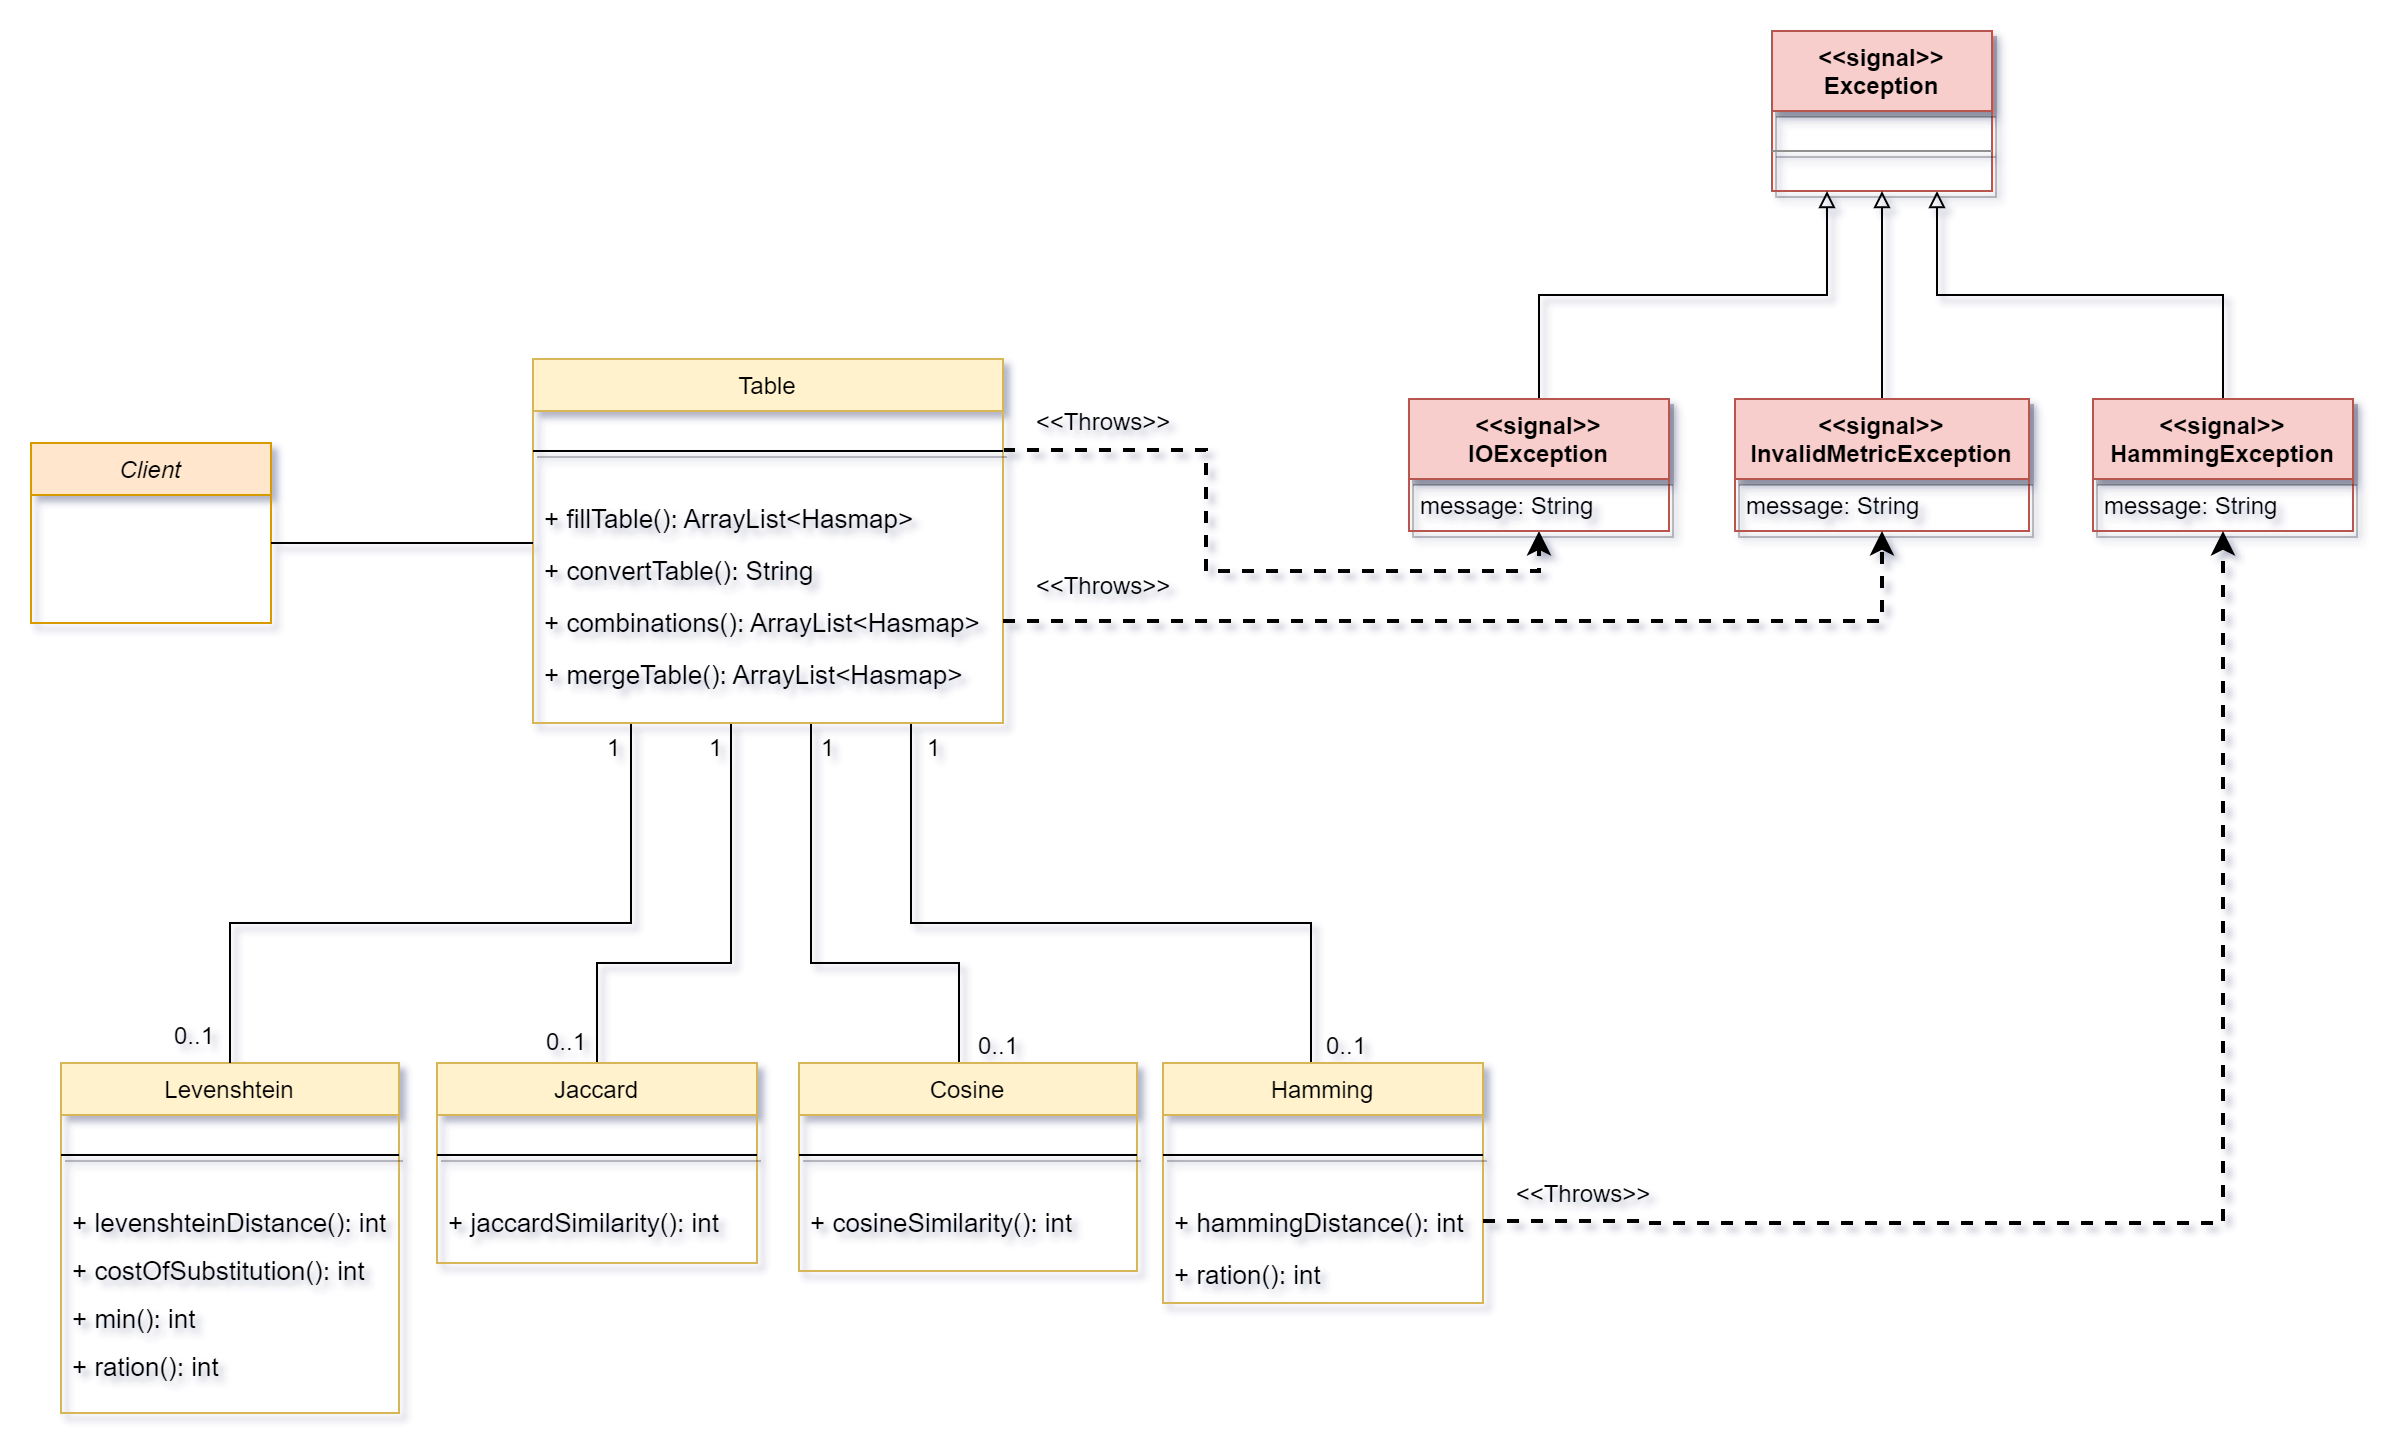 <<signal>>
Exception
Table
<<Throws>>
<<signal>>
IOException
message: String
<<signal>>
InvalidMetricException
message: String
<<signal>>
HammingException
message: String
Client
+ fillTable(): ArrayList<Hasmap>
+ convertTable(): String
+ combinations(): ArrayList<Hasmap>
+ mergeTable(): ArrayList<Hasmap>
<<Throws>>
1
1
1
1
0..1
0..1
0..1
0..1
Levenshtein
+ levenshteinDistance(): int
+ costOfSubstitution(): int
+ min(): int
+ ration(): int
Jaccard
+ jaccardSimilarity(): int
Cosine
+ cosineSimilarity(): int
Hamming
+ hammingDistance(): int
+ ration(): int
<<Throws>>